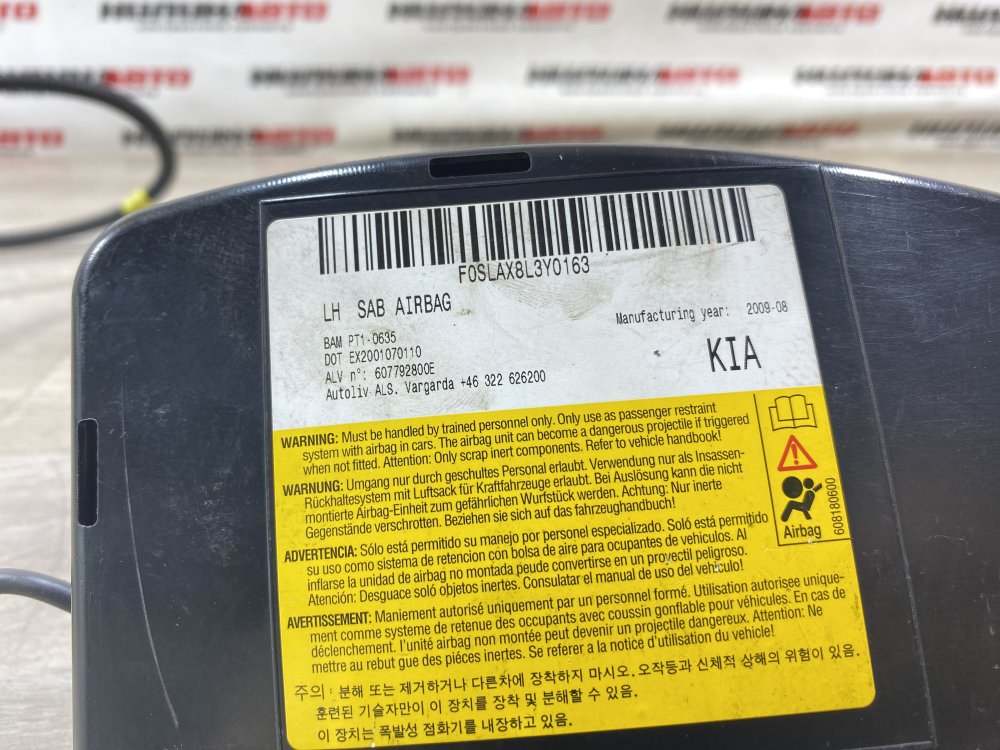 F0SLAX8L3Y0163
LH SAB AIRBAG
Manufacturing year: 2009-08
BAM PT1-0635
DOT EX2001070110
ALV n°: 607792800E
Autoliv ALS. Vargarda +46 322 626200
KIA
WARNING: Must be handled by trained personnel only. Only use as passenger restraint
system with airbag in cars. The airbag unit can become a dangerous projectile if triggered
when not fitted. Attention: Only scrap inert components. Refer to vehicle handbook!
WARNUNG: Umgang nur durch geschultes Personal erlaubt. Verwendung nur als Insassen-
Rückhaltesystem mit Luftsack für Kraftfahrzeuge erlaubt. Bei Auslösung kann die nicht
montierte Airbag-Einheit zum gefährlichen Wurfstück werden. Achtung: Nur inerte
Gegenstände verschrotten. Beziehen sie sich auf das fahrzeughandbuch!
ADVERTENCIA: Sólo está permitido su manejo por personel especializado. Soló está permitido
su uso como sistema de retencion con bolsa de aire para ocupantes de vehiculos. Al
inflarse la unidad de airbag no montada peude convertirse en un proyectil peligroso.
Atención: Desguace soló objetos inertes. Consulatar el manual de uso del vehículo!
AVERTISSEMENT: Maniement autorisé uniquement par un personnel formé. Utilisation autorisee unique-
ment comme systeme de retenue des occupants avec coussin gonflable pour véhicules. En cas de
déclenchement. l'unité airbag non montée peut devenir un projectile dangereux. Attention: Ne
mettre au rebut gue des piéces inertes. Se referer a la notice d'utilisation du vehicule!
주의 : 분해 또는 제거하거나 다른차에 장착하지 마시오. 오작동과 신체적 상해의 위험이 있음.
훈련된 기술자만이 이 장치를 장착 및 분해할 수 있음.
이 장치는 폭발성 점화기를 내장하고 있음.
Airbag
608180600